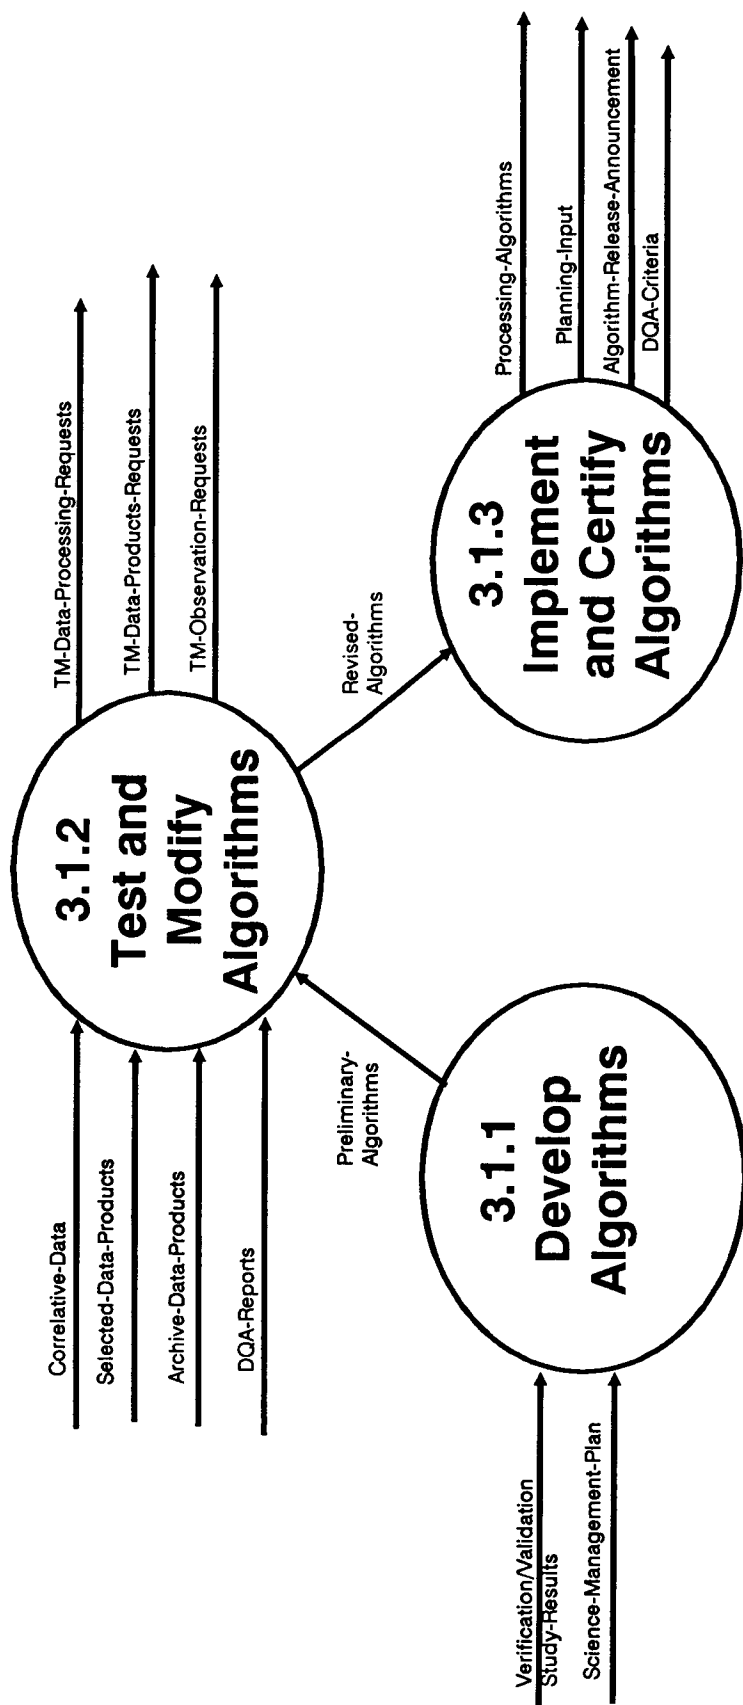 Correlative-Data
Selected-Data-Products
Archive-Data-Products
DQA-Reports
3.1.2
Test and
Modify
Algorithms
TM-Data-Processing-Requests
TM-Data-Products-Requests
TM-Observation-Requests
Preliminary-
Algorithms
Revised-
Algorithms
Verification/Validation
Study-Results
Science-Management-Plan
3.1.1
Develop
Algorithms
3.1.3
Implement
and Certify
Algorithms
Processing-Algorithms
Planning-Input
Algorithm-Release-Announcement
DQA-Criteria